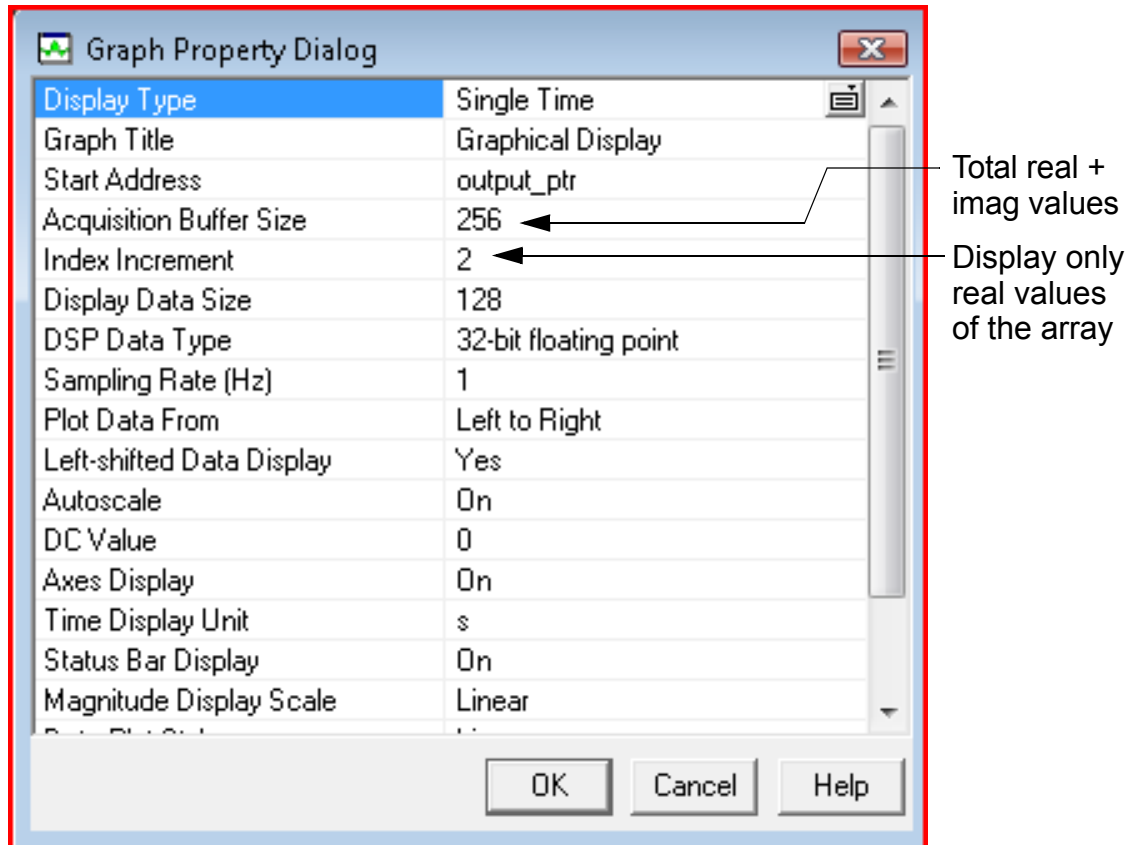 Graph Property Dialog
Display Type Single Time
Graph Title Graphical Display
Start Address output_ptr
Acquisition Buffer Size 256
Index Increment 2
Display Data Size 128
DSP Data Type 32-bit floating point
Sampling Rate (Hz) 1
Plot Data From Left to Right
Left-shifted Data Display Yes
Autoscale On
DC Value 0
Axes Display On
Time Display Unit s
Status Bar Display On
Magnitude Display Scale Linear
OK Cancel Help
Total real +
imag values
Display only
real values
of the array